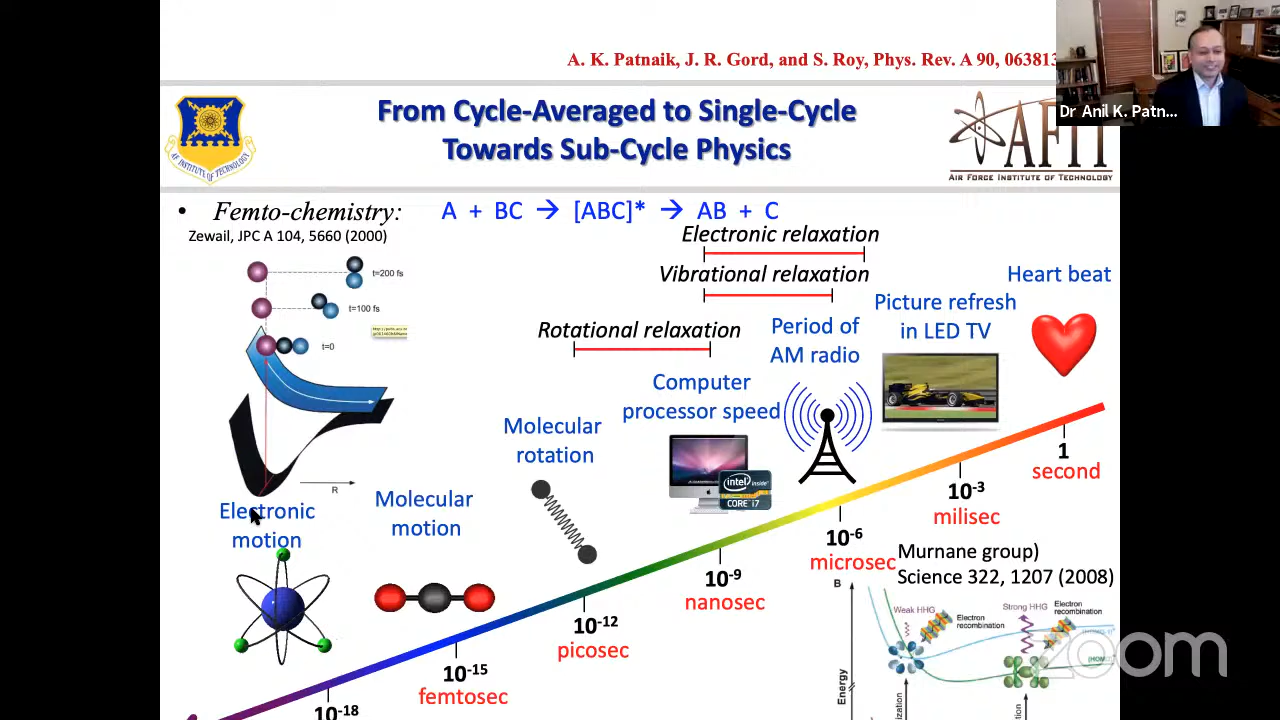 A. K. Patnaik, J. R. Gord, and S. Roy, Phys. Rev. A 90, 06381
Dr Anil K. Patn...
From Cycle-Averaged to Single-Cycle
Towards Sub-Cycle Physics
AF INSTITUTE OF TECHNOLOGY
AFIT
AIR FORCE INSTITUTE OF TECHNOLOGY
• Femto-chemistry: A + BC → [ABC]* → AB + C
Zewail, JPC A 104, 5660 (2000)
Electronic relaxation
Vibrational relaxation
Rotational relaxation
t=200 fs
t=100 fs
t=0
R
Heart beat
Picture refresh
in LED TV
Period of
AM radio
Computer
processor speed
intel
inside
CORE i7
Molecular
rotation
Molecular
motion
Electronic
motion
1
second
10-3
milisec
10-6
microsec
10-9
nanosec
10-12
picosec
10-15
femtosec
10-18
Murnane group)
Science 322, 1207 (2008)
B
Weak HHG
Electron
recombination
Strong HHG
Electron
recombination
Energy
zoom